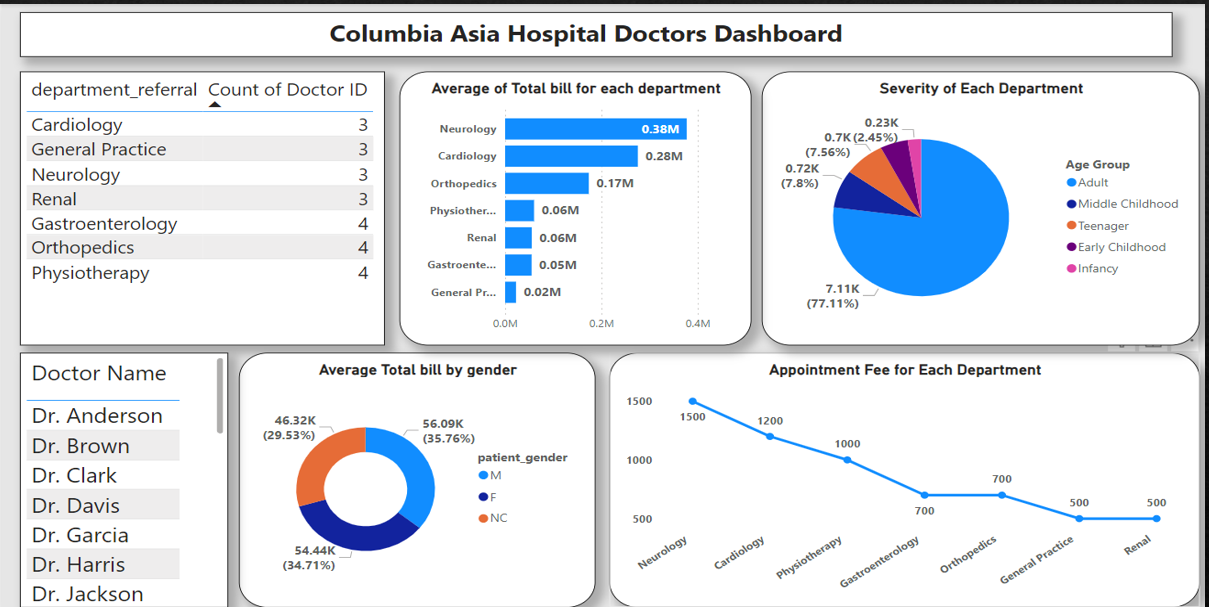 Columbia Asia Hospital Doctors Dashboard
department_referral Count of Doctor ID
Cardiology 3
General Practice 3
Neurology 3
Renal 3
Gastroenterology 4
Orthopedics 4
Physiotherapy 4
Average of Total bill for each department
Neurology 0.38M
Cardiology 0.28M
Orthopedics 0.17M
Physiother... 0.06M
Renal 0.06M
Gastroente... 0.05M
General Pr... 0.02M
0.0M 0.2M 0.4M
Severity of Each Department
0.23K
(2.45%)
0.7K
(7.56%)
0.72K
(7.8%)
7.11K
(77.11%)
Age Group
Adult
Middle Childhood
Teenager
Early Childhood
Infancy
Doctor Name
Dr. Anderson
Dr. Brown
Dr. Clark
Dr. Davis
Dr. Garcia
Dr. Harris
Dr. Jackson
Average Total bill by gender
46.32K
(29.53%)
56.09K
(35.76%)
54.44K
(34.71%)
patient_gender
M
F
NC
Appointment Fee for Each Department
1500
1000
500
1500
1200
1000
700
700
500
500
Neurology
Cardiology
Physiotherapy
Gastroenterology
Orthopedics
General Practice
Renal